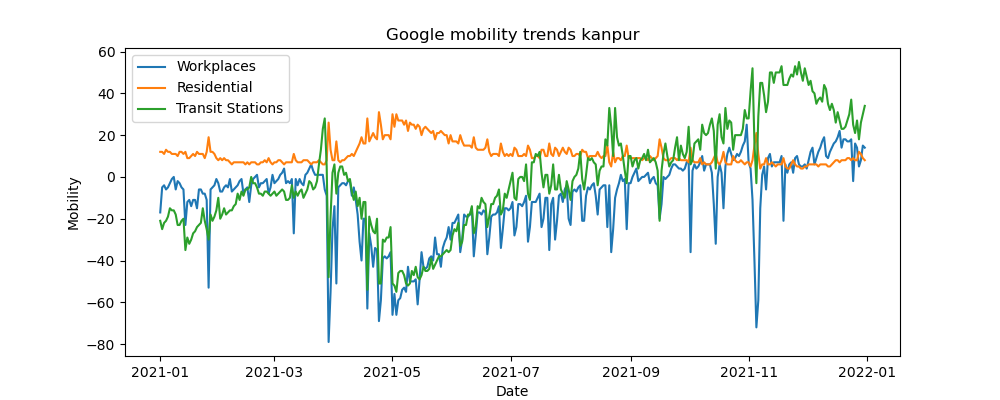 Google mobility trends kanpur
Workplaces
Residential
Transit Stations
60
40
20
0
−20
−40
−60
−80
Mobility
2021-01 2021-03 2021-05 2021-07 2021-09 2021-11 2022-01
Date